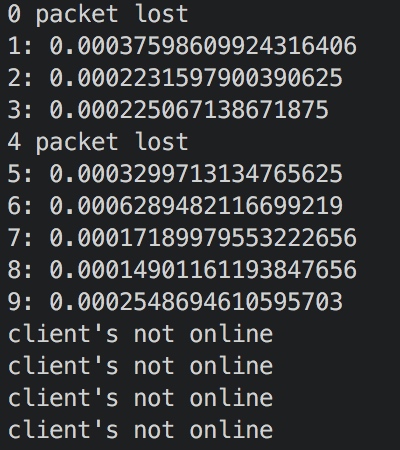 0 packet lost
1: 0.00037598609924316406
2: 0.0002231597900390625
3: 0.000225067138671875
4 packet lost
5: 0.0003299713134765625
6: 0.0006289482116699219
7: 0.00017189979553222656
8: 0.00014901161193847656
9: 0.0002548694610595703
client's not online
client's not online
client's not online
client's not online